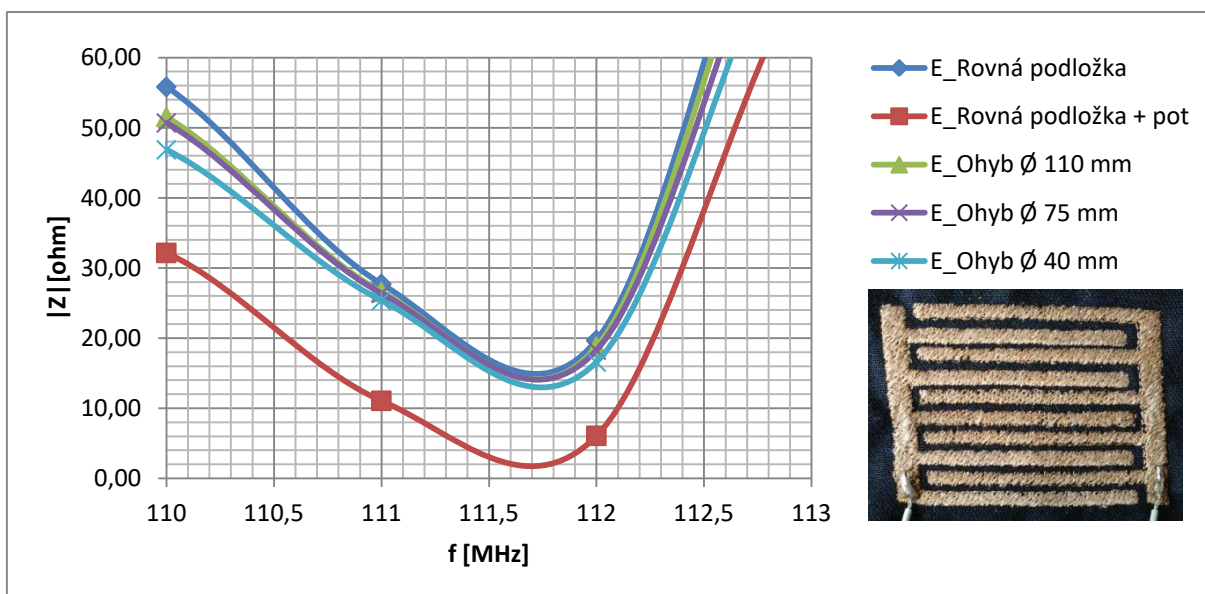 60,00
50,00
40,00
30,00
20,00
10,00
0,00
|Z| [ohm]
110 110,5 111 111,5 112 112,5 113
f [MHz]
E_Rovná podložka
E_Rovná podložka + pot
E_Ohyb Ø 110 mm
E_Ohyb Ø 75 mm
E_Ohyb Ø 40 mm